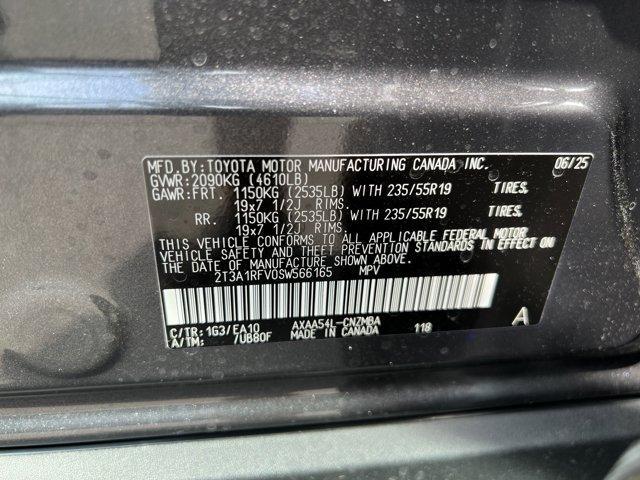 MFD.BY:TOYOTA MOTOR MANUFACTURING CANADA INC. 06/25
GVWR:2090KG (4610LB)
GAWR:FRT. 1150KG (2535LB) WITH 235/55R19 TIRES,
19x7 1/2J RIMS.
RR. 1150KG (2535LB) WITH 235/55R19 TIRES,
19x7 1/2J RIMS.
THIS VEHICLE CONFORMS TO ALL APPLICABLE FEDERAL MOTOR
VEHICLE SAFETY AND THEFT PREVENTION STANDARDS IN EFFECT ON
THE DATE OF MANUFACTURE SHOWN ABOVE.
2T3A1RFV0SW566165 MPV
C/TR:1G3/EA10 AXAA54L-CNZMBA 118 A
A/TM: 7UB80F MADE IN CANADA